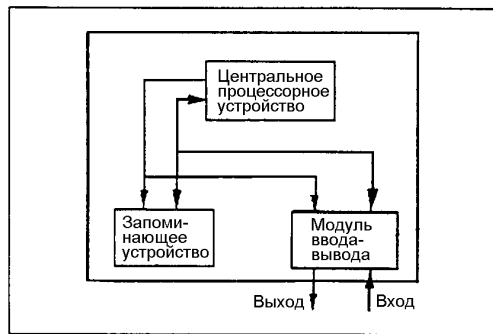 Центральное
процессорное
устройство
Запоми-
нающее
устройство
Модуль
ввода-
вывода
Выход
Вход